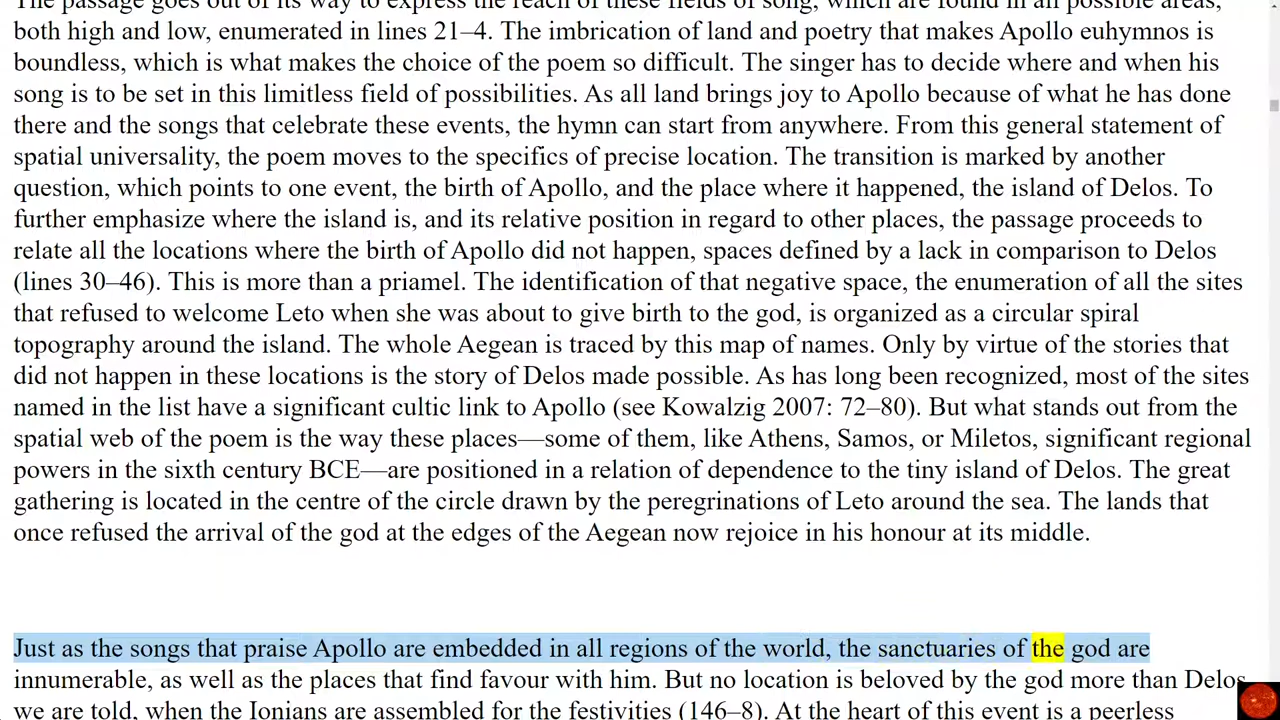 The passage goes out of its way to express the reach of these fields of song, which are found in all possible areas,
both high and low, enumerated in lines 21–4. The imbrication of land and poetry that makes Apollo euhymnos is
boundless, which is what makes the choice of the poem so difficult. The singer has to decide where and when his
song is to be set in this limitless field of possibilities. As all land brings joy to Apollo because of what he has done
there and the songs that celebrate these events, the hymn can start from anywhere. From this general statement of
spatial universality, the poem moves to the specifics of precise location. The transition is marked by another
question, which points to one event, the birth of Apollo, and the place where it happened, the island of Delos. To
further emphasize where the island is, and its relative position in regard to other places, the passage proceeds to
relate all the locations where the birth of Apollo did not happen, spaces defined by a lack in comparison to Delos
(lines 30–46). This is more than a priamel. The identification of that negative space, the enumeration of all the sites
that refused to welcome Leto when she was about to give birth to the god, is organized as a circular spiral
topography around the island. The whole Aegean is traced by this map of names. Only by virtue of the stories that
did not happen in these locations is the story of Delos made possible. As has long been recognized, most of the sites
named in the list have a significant cultic link to Apollo (see Kowalzig 2007: 72–80). But what stands out from the
spatial web of the poem is the way these places—some of them, like Athens, Samos, or Miletos, significant regional
powers in the sixth century BCE—are positioned in a relation of dependence to the tiny island of Delos. The great
gathering is located in the centre of the circle drawn by the peregrinations of Leto around the sea. The lands that
once refused the arrival of the god at the edges of the Aegean now rejoice in his honour at its middle.
Just as the songs that praise Apollo are embedded in all regions of the world, the sanctuaries of the god are
innumerable, as well as the places that find favour with him. But no location is beloved by the god more than Delos
we are told, when the Ionians are assembled for the festivities (146–8). At the heart of this event is a peerless